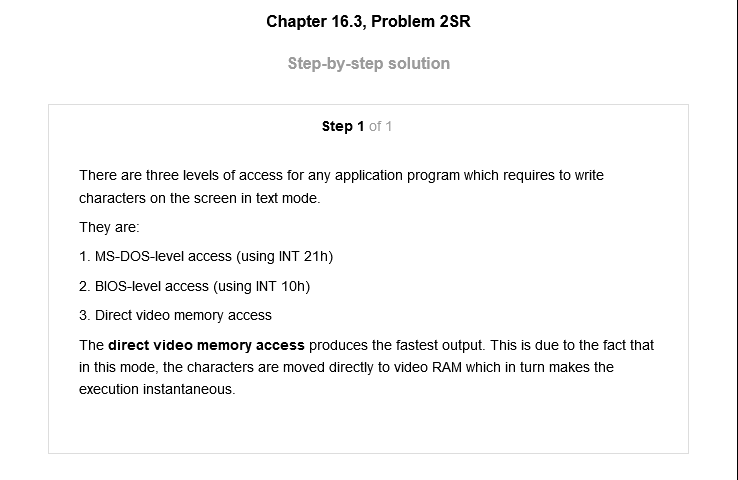 Chapter 16.3, Problem 2SR
Step-by-step solution
Step 1 of 1
There are three levels of access for any application program which requires to write
characters on the screen in text mode.
They are:
1. MS-DOS-level access (using INT 21h)
2. BIOS-level access (using INT 10h)
3. Direct video memory access
The direct video memory access produces the fastest output. This is due to the fact that
in this mode, the characters are moved directly to video RAM which in turn makes the
execution instantaneous.